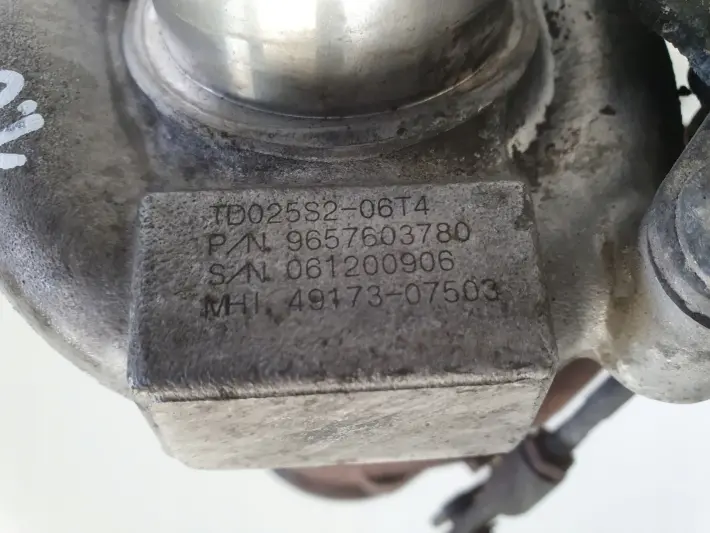 TD025S2-06T4
P/N. 9657603780
S/N. 061200906
MHI. 49173-07503